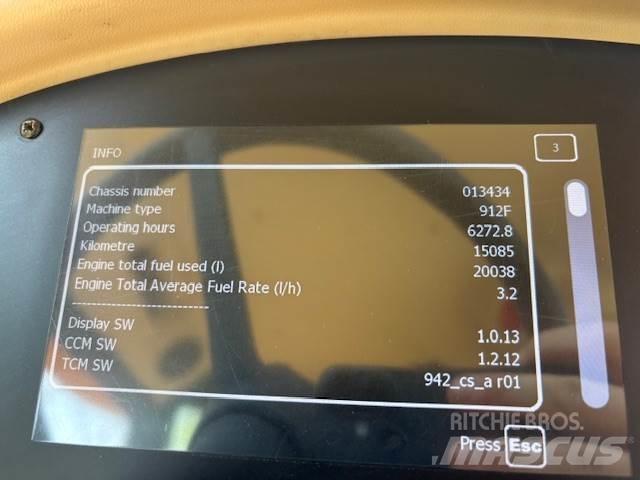 INFO 3
Chassis number 013434
Machine type 912F
Operating hours 6272.8
Kilometre 15085
Engine total fuel used (l) 20038
Engine Total Average Fuel Rate (l/h) 3.2
----------------------------
Display SW 1.0.13
CCM SW 1.2.12
TCM SW 942_cs_a r01
Press Esc
RITCHIE BROS.
MASCUS